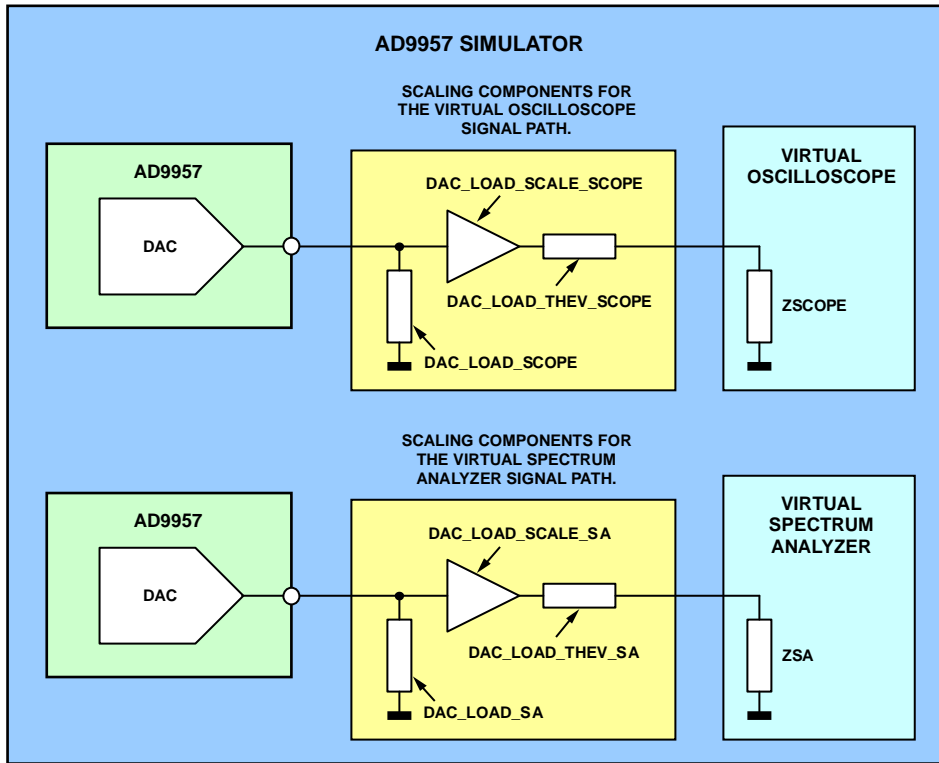 AD9957 SIMULATOR
SCALING COMPONENTS FOR
THE VIRTUAL OSCILLOSCOPE
SIGNAL PATH.
AD9957
DAC
DAC_LOAD_SCALE_SCOPE
DAC_LOAD_THEV_SCOPE
DAC_LOAD_SCOPE
VIRTUAL
OSCILLOSCOPE
ZSCOPE
SCALING COMPONENTS FOR
THE VIRTUAL SPECTRUM
ANALYZER SIGNAL PATH.
AD9957
DAC
DAC_LOAD_SCALE_SA
DAC_LOAD_THEV_SA
DAC_LOAD_SA
VIRTUAL
SPECTRUM
ANALYZER
ZSA